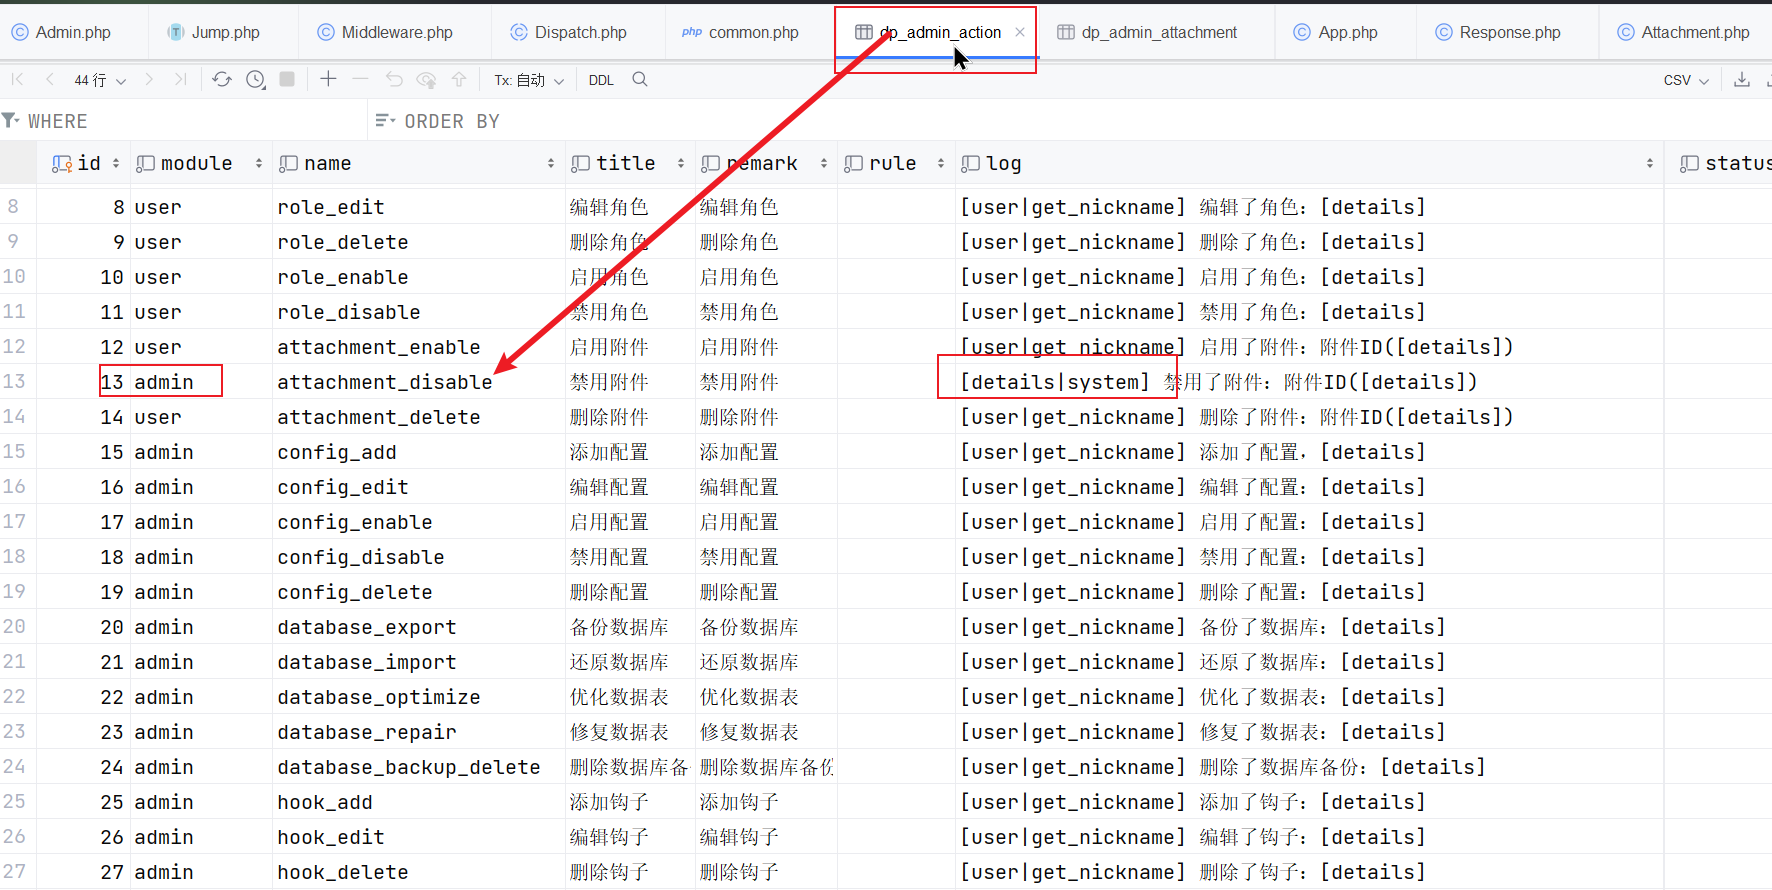 Admin.php Jump.php Middleware.php Dispatch.php php common.php dp_admin_action dp_admin_attachment App.php Response.php Attachment.php
44 行 Tx: 自动 DDL CSV
WHERE ORDER BY
id module name title remark rule log status
8 8 user role_edit 编辑角色 编辑角色 [user|get_nickname] 编辑了角色：[details]
9 9 user role_delete 删除角色 删除角色 [user|get_nickname] 删除了角色：[details]
10 10 user role_enable 启用角色 启用角色 [user|get_nickname] 启用了角色：[details]
11 11 user role_disable 禁用角色 禁用角色 [user|get_nickname] 禁用了角色：[details]
12 12 user attachment_enable 启用附件 启用附件 [user|get_nickname] 启用了附件：附件ID([details])
13 13 admin attachment_disable 禁用附件 禁用附件 [details|system] 禁用了附件：附件ID([details])
14 14 user attachment_delete 删除附件 删除附件 [user|get_nickname] 删除了附件：附件ID([details])
15 15 admin config_add 添加配置 添加配置 [user|get_nickname] 添加了配置，[details]
16 16 admin config_edit 编辑配置 编辑配置 [user|get_nickname] 编辑了配置：[details]
17 17 admin config_enable 启用配置 启用配置 [user|get_nickname] 启用了配置：[details]
18 18 admin config_disable 禁用配置 禁用配置 [user|get_nickname] 禁用了配置：[details]
19 19 admin config_delete 删除配置 删除配置 [user|get_nickname] 删除了配置：[details]
20 20 admin database_export 备份数据库 备份数据库 [user|get_nickname] 备份了数据库：[details]
21 21 admin database_import 还原数据库 还原数据库 [user|get_nickname] 还原了数据库：[details]
22 22 admin database_optimize 优化数据表 优化数据表 [user|get_nickname] 优化了数据表：[details]
23 23 admin database_repair 修复数据表 修复数据表 [user|get_nickname] 修复了数据表：[details]
24 24 admin database_backup_delete 删除数据库备 删除数据库备份 [user|get_nickname] 删除了数据库备份：[details]
25 25 admin hook_add 添加钩子 添加钩子 [user|get_nickname] 添加了钩子：[details]
26 26 admin hook_edit 编辑钩子 编辑钩子 [user|get_nickname] 编辑了钩子：[details]
27 27 admin hook_delete 删除钩子 删除钩子 [user|get_nickname] 删除了钩子：[details]